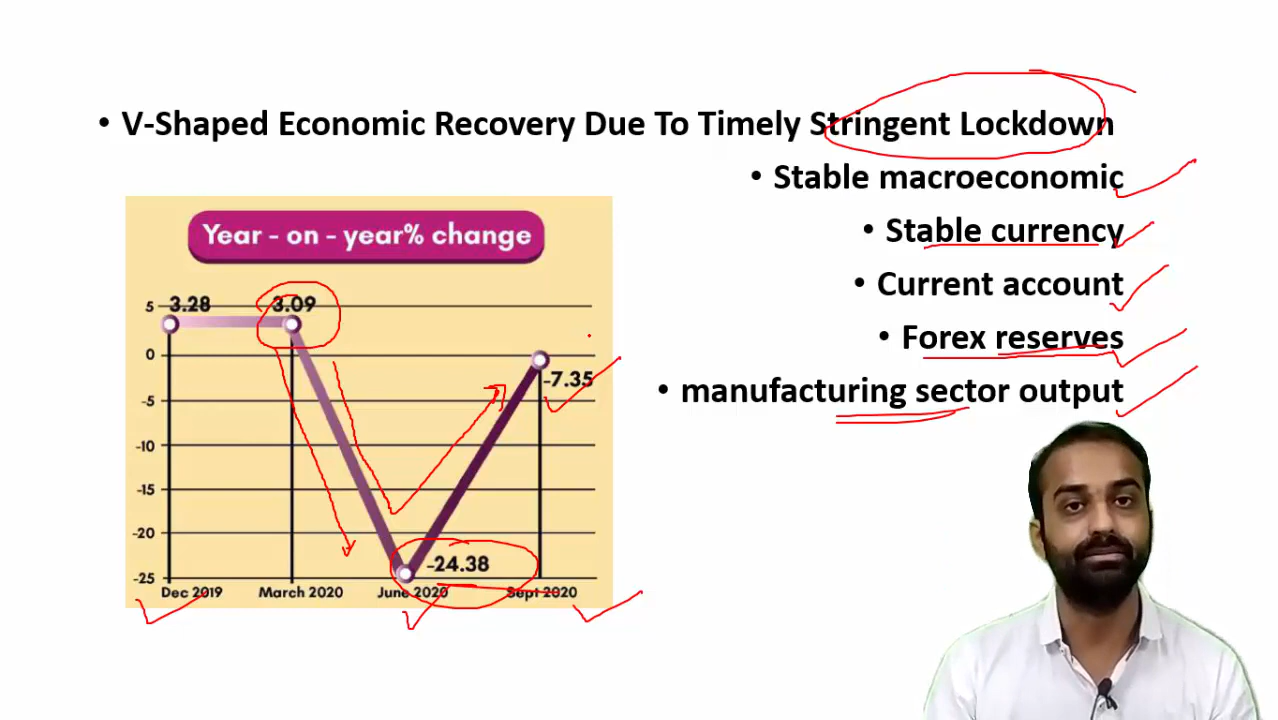 • V-Shaped Economic Recovery Due To Timely Stringent Lockdown
• Stable macroeconomic
• Stable currency
• Current account
• Forex reserves
• manufacturing sector output
Year - on - year% change
5
3.28
3.09
0
-7.35
-5
-10
-15
-20
-24.38
-25
Dec 2019
March 2020
June 2020
Sept 2020